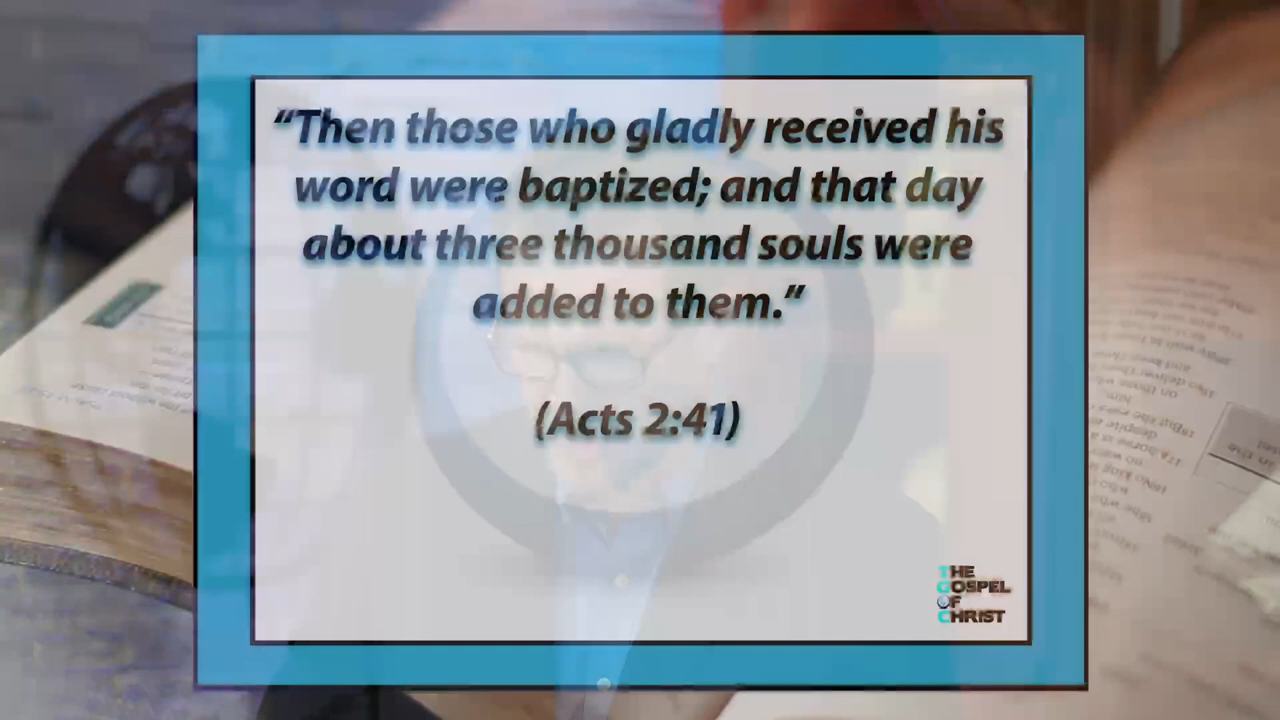 “Then those who gladly received his
word were baptized; and that day
about three thousand souls were
added to them.”
(Acts 2:41)
THE
GOSPEL
OF
CHRIST